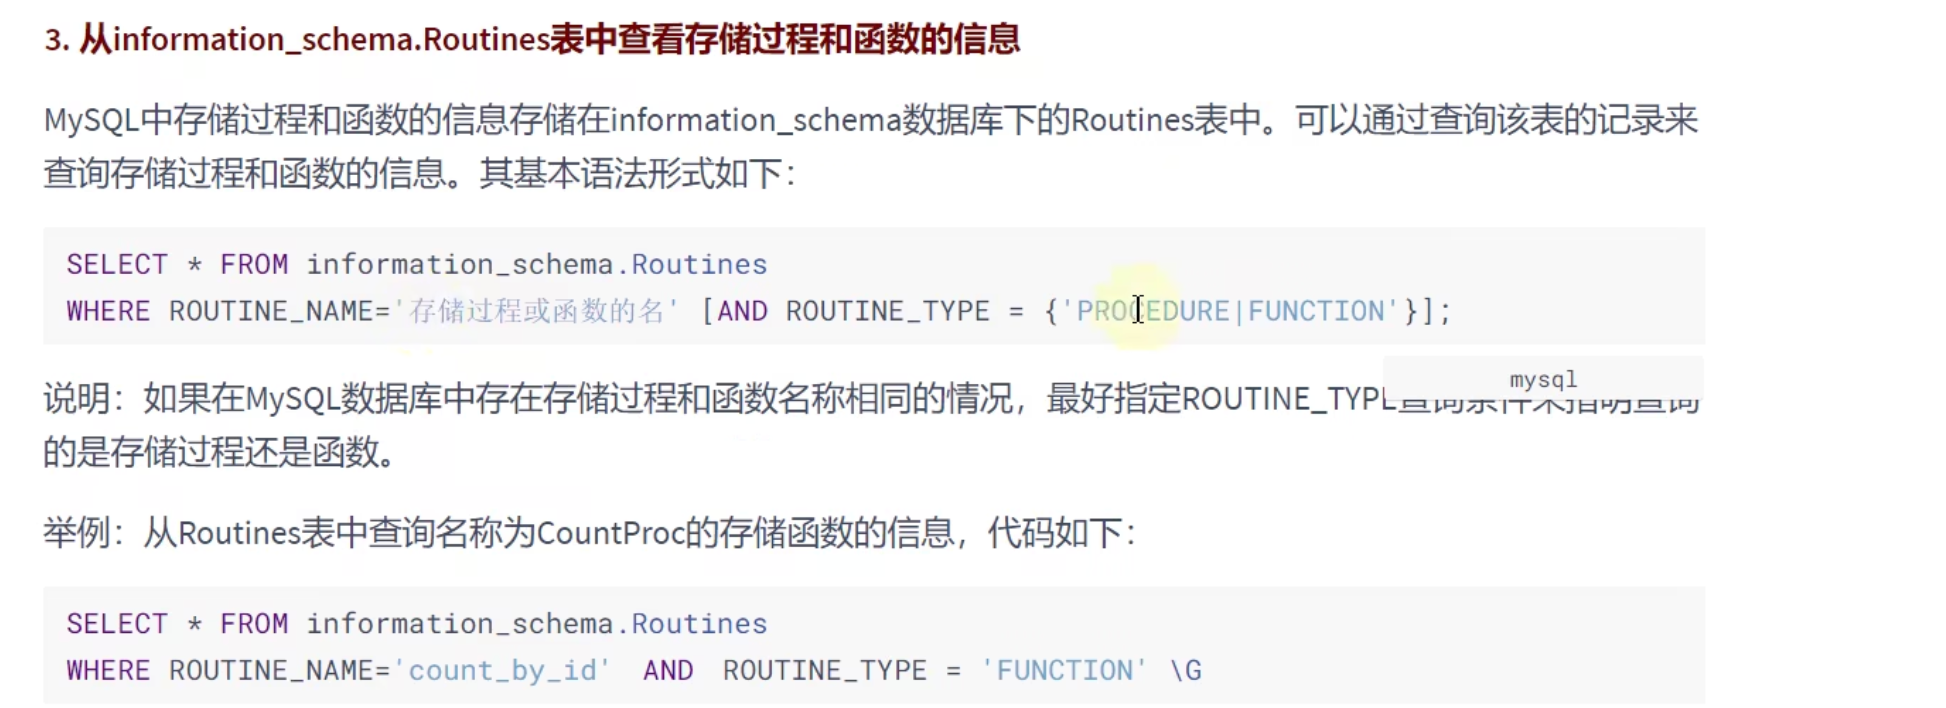 3. 从information_schema.Routines表中查看存储过程和函数的信息
MySQL中存储过程和函数的信息存储在information_schema数据库下的Routines表中。可以通过查询该表的记录来
查询存储过程和函数的信息。其基本语法形式如下：
SELECT * FROM information_schema.Routines
WHERE ROUTINE_NAME='存储过程或函数的名' [AND ROUTINE_TYPE = {'PROCEDURE|FUNCTION'}];
mysql
说明：如果在MySQL数据库中存在存储过程和函数名称相同的情况，最好指定ROUTINE_TYPE查询条件来指明查询
的是存储过程还是函数。
举例：从Routines表中查询名称为CountProc的存储函数的信息，代码如下：
SELECT * FROM information_schema.Routines
WHERE ROUTINE_NAME='count_by_id' AND ROUTINE_TYPE = 'FUNCTION' \G